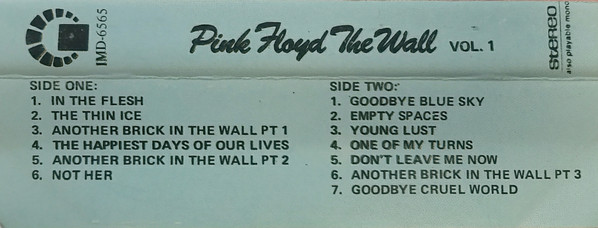 IMD-6565
Pink Floyd The Wall VOL. 1
stereo
also playable mono
SIDE ONE:
1. IN THE FLESH
2. THE THIN ICE
3. ANOTHER BRICK IN THE WALL PT 1
4. THE HAPPIEST DAYS OF OUR LIVES
5. ANOTHER BRICK IN THE WALL PT 2
6. NOT HER
SIDE TWO:
1. GOODBYE BLUE SKY
2. EMPTY SPACES
3. YOUNG LUST
4. ONE OF MY TURNS
5. DON'T LEAVE ME NOW
6. ANOTHER BRICK IN THE WALL PT 3
7. GOODBYE CRUEL WORLD